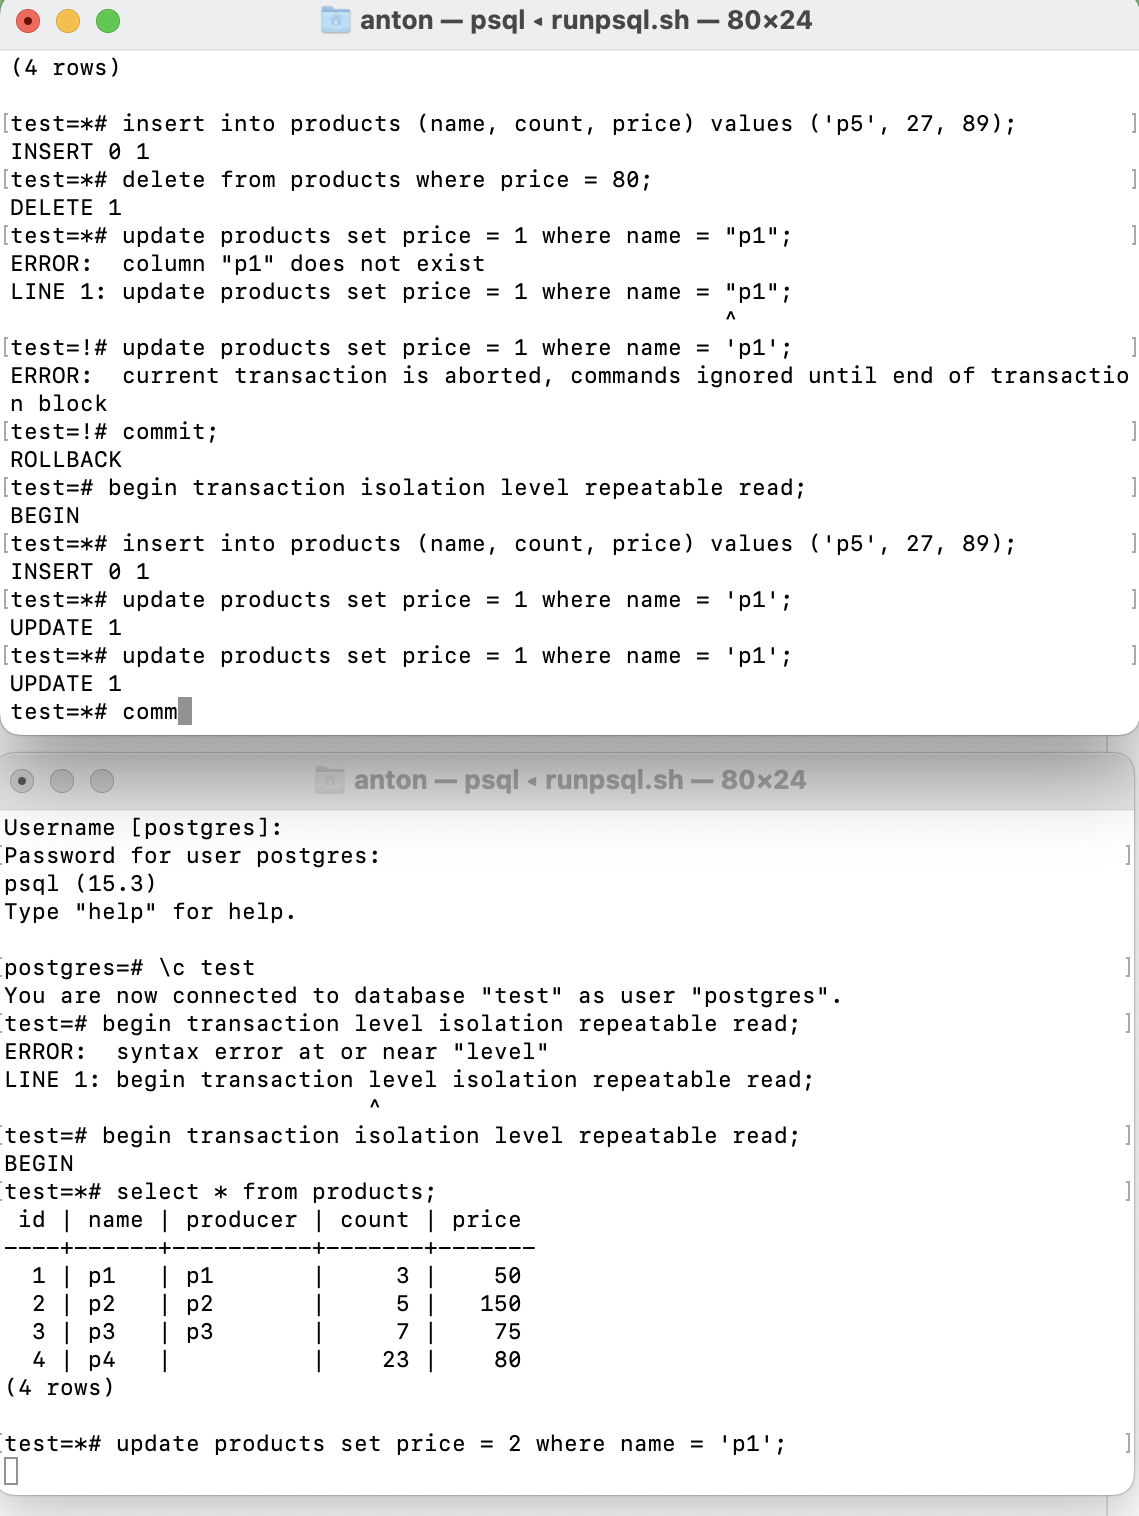 anton — psql ◂ runpsql.sh — 80×24
(4 rows)
[test=*# insert into products (name, count, price) values ('p5', 27, 89); ]
INSERT 0 1
[test=*# delete from products where price = 80; ]
DELETE 1
[test=*# update products set price = 1 where name = "p1"; ]
ERROR:  column "p1" does not exist
LINE 1: update products set price = 1 where name = "p1";
^
[test=!# update products set price = 1 where name = 'p1'; ]
ERROR:  current transaction is aborted, commands ignored until end of transactio
n block
[test=!# commit; ]
ROLLBACK
[test=# begin transaction isolation level repeatable read; ]
BEGIN
[test=*# insert into products (name, count, price) values ('p5', 27, 89); ]
INSERT 0 1
[test=*# update products set price = 1 where name = 'p1'; ]
UPDATE 1
[test=*# update products set price = 1 where name = 'p1'; ]
UPDATE 1
test=*# comm
anton — psql ◂ runpsql.sh — 80×24
Username [postgres]:
[Password for user postgres: ]
psql (15.3)
Type "help" for help.
[postgres=# \c test ]
You are now connected to database "test" as user "postgres".
[test=# begin transaction level isolation repeatable read; ]
ERROR:  syntax error at or near "level"
LINE 1: begin transaction level isolation repeatable read;
^
[test=# begin transaction isolation level repeatable read; ]
BEGIN
[test=*# select * from products; ]
 id | name | producer | count | price
----+------+----------+-------+-------
  1 | p1   | p1       |     3 |    50
  2 | p2   | p2       |     5 |   150
  3 | p3   | p3       |     7 |    75
  4 | p4   |          |    23 |    80
(4 rows)
[test=*# update products set price = 2 where name = 'p1'; ]